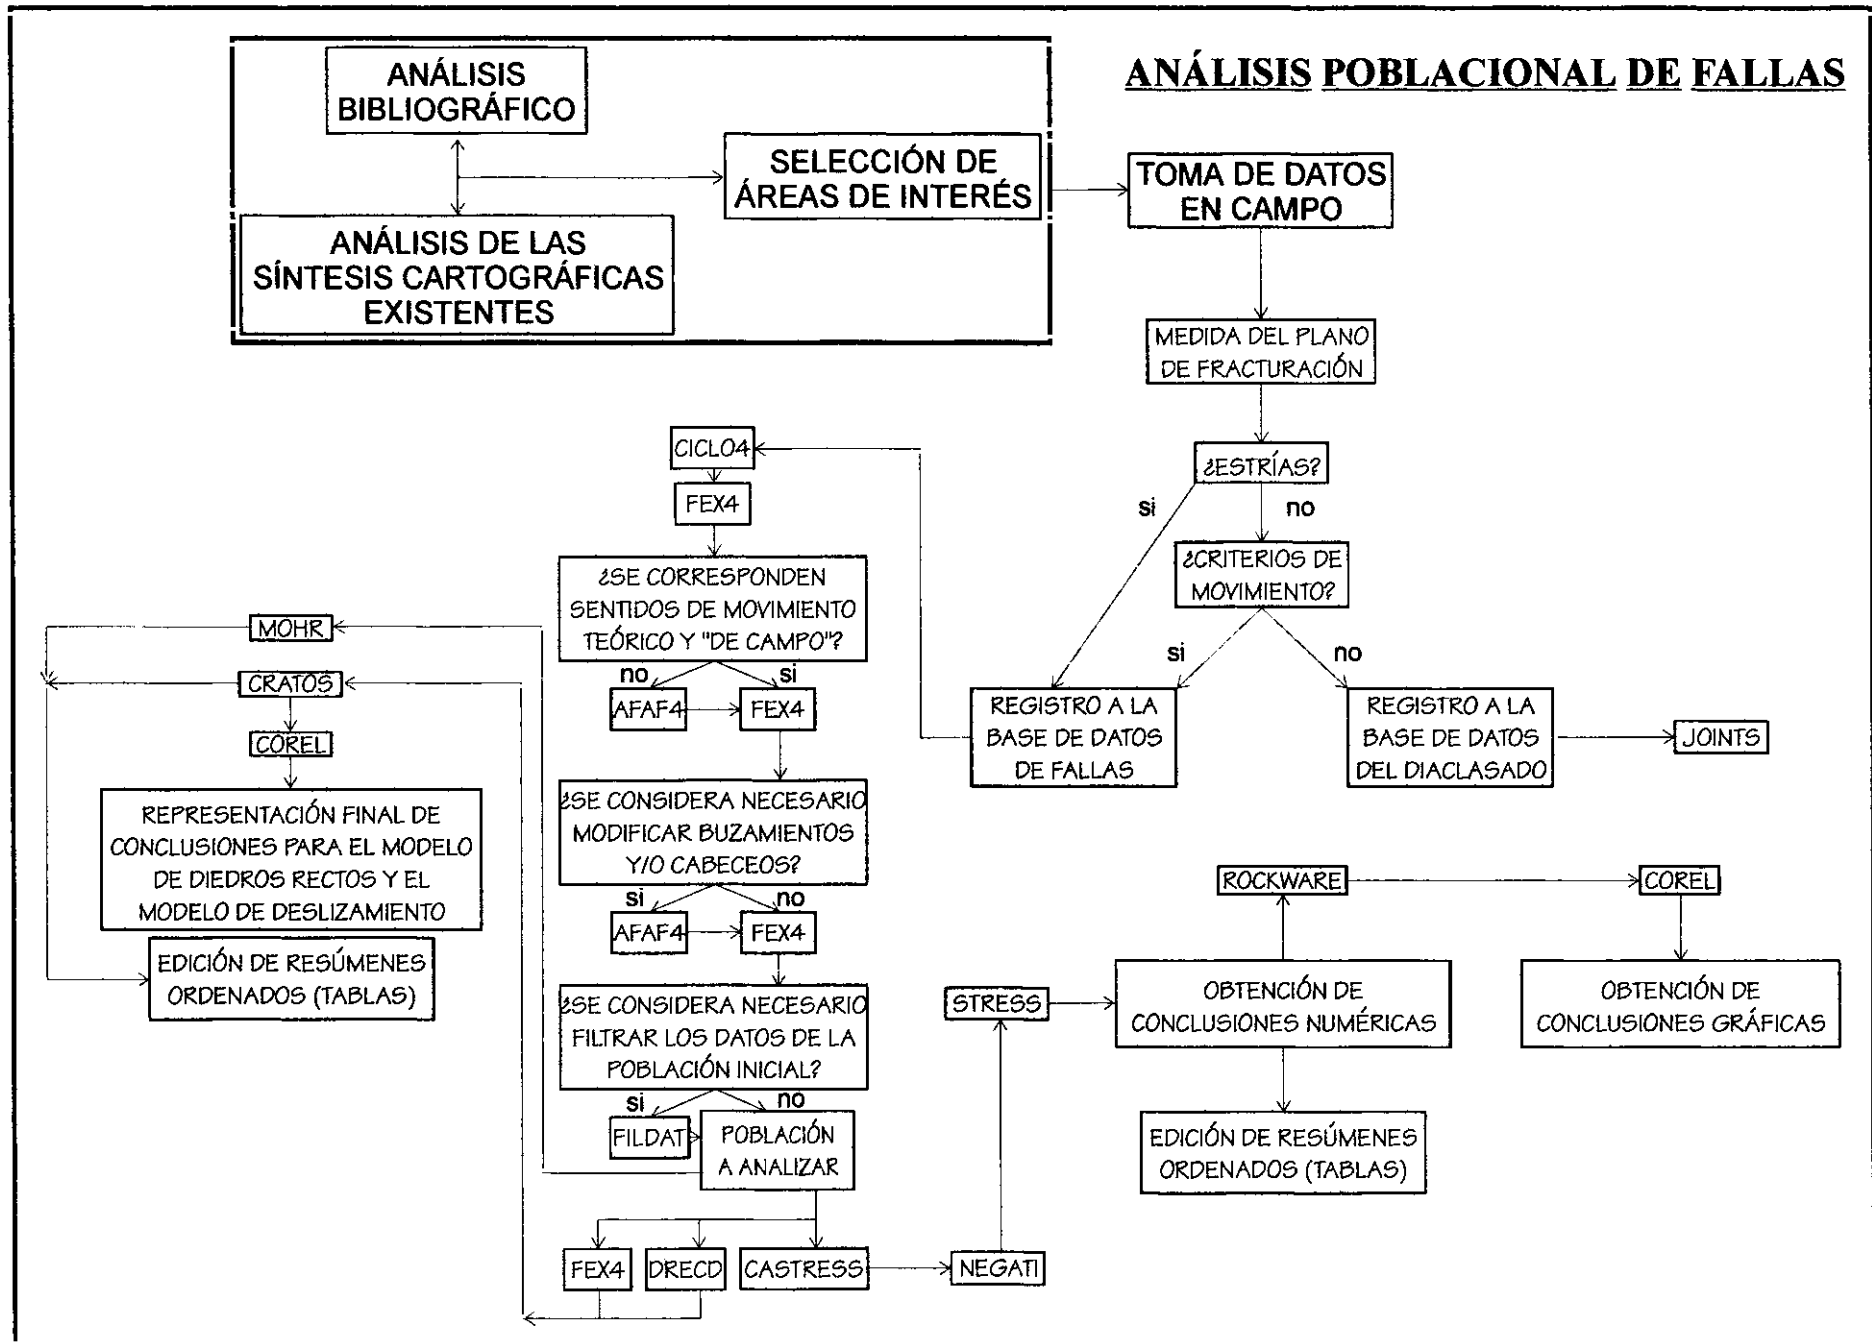 ANÁLISIS POBLACIONAL DE FALLAS
ANÁLISIS
BIBLIOGRÁFICO
SELECCIÓN DE
ÁREAS DE INTERÉS
ANÁLISIS DE LAS
SÍNTESIS CARTOGRÁFICAS
EXISTENTES
TOMA DE DATOS
EN CAMPO
MEDIDA DEL PLANO
DE FRACTURACIÓN
¿ESTRÍAS?
si
no
¿CRITERIOS DE
MOVIMIENTO?
si
no
REGISTRO A LA
BASE DE DATOS
DE FALLAS
REGISTRO A LA
BASE DE DATOS
DEL DIACLASADO
JOINTS
CICLO4
FEX4
¿SE CORRESPONDEN
SENTIDOS DE MOVIMIENTO
TEÓRICO Y "DE CAMPO"?
no
si
AFAF4
FEX4
¿SE CONSIDERA NECESARIO
MODIFICAR BUZAMIENTOS
Y/O CABECEOS?
si
no
AFAF4
FEX4
¿SE CONSIDERA NECESARIO
FILTRAR LOS DATOS DE LA
POBLACIÓN INICIAL?
si
no
FILDAT
POBLACIÓN
A ANALIZAR
MOHR
CRATOS
COREL
REPRESENTACIÓN FINAL DE
CONCLUSIONES PARA EL MODELO
DE DIEDROS RECTOS Y EL
MODELO DE DESLIZAMIENTO
EDICIÓN DE RESÚMENES
ORDENADOS (TABLAS)
FEX4
DRECD
CASTRESS
NEGATI
STRESS
OBTENCIÓN DE
CONCLUSIONES NUMÉRICAS
ROCKWARE
COREL
OBTENCIÓN DE
CONCLUSIONES GRÁFICAS
EDICIÓN DE RESÚMENES
ORDENADOS (TABLAS)